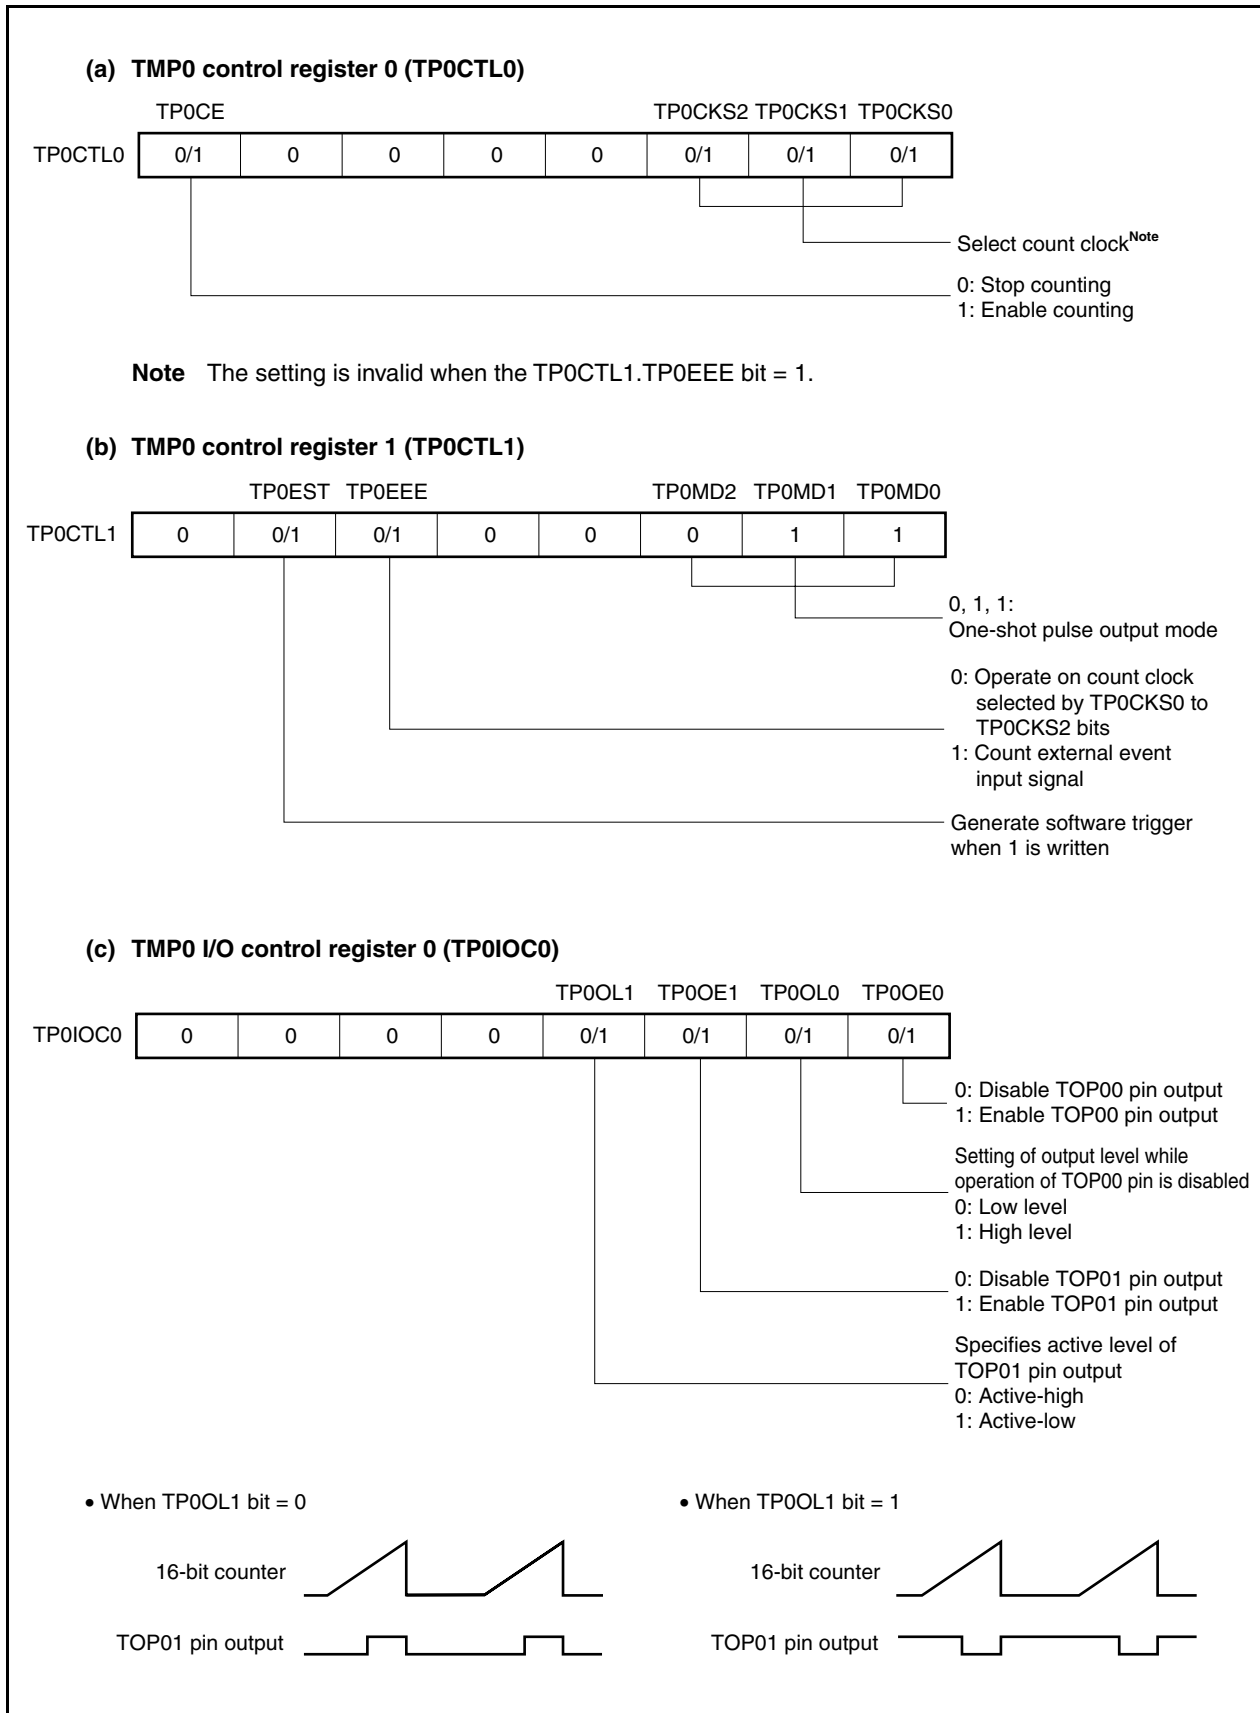 (a) TMP0 control register 0 (TP0CTL0)
TP0CE TP0CKS2 TP0CKS1 TP0CKS0
TP0CTL0 0/1 0 0 0 0 0/1 0/1 0/1
Select count clock^Note
0: Stop counting
1: Enable counting
Note The setting is invalid when the TP0CTL1.TP0EEE bit = 1.
(b) TMP0 control register 1 (TP0CTL1)
TP0EST TP0EEE TP0MD2 TP0MD1 TP0MD0
TP0CTL1 0 0/1 0/1 0 0 0 1 1
0, 1, 1:
One-shot pulse output mode
0: Operate on count clock
selected by TP0CKS0 to
TP0CKS2 bits
1: Count external event
input signal
Generate software trigger
when 1 is written
(c) TMP0 I/O control register 0 (TP0IOC0)
TP0OL1 TP0OE1 TP0OL0 TP0OE0
TP0IOC0 0 0 0 0 0/1 0/1 0/1 0/1
0: Disable TOP00 pin output
1: Enable TOP00 pin output
Setting of output level while
operation of TOP00 pin is disabled
0: Low level
1: High level
0: Disable TOP01 pin output
1: Enable TOP01 pin output
Specifies active level of
TOP01 pin output
0: Active-high
1: Active-low
• When TP0OL1 bit = 0 • When TP0OL1 bit = 1
16-bit counter 16-bit counter
TOP01 pin output TOP01 pin output